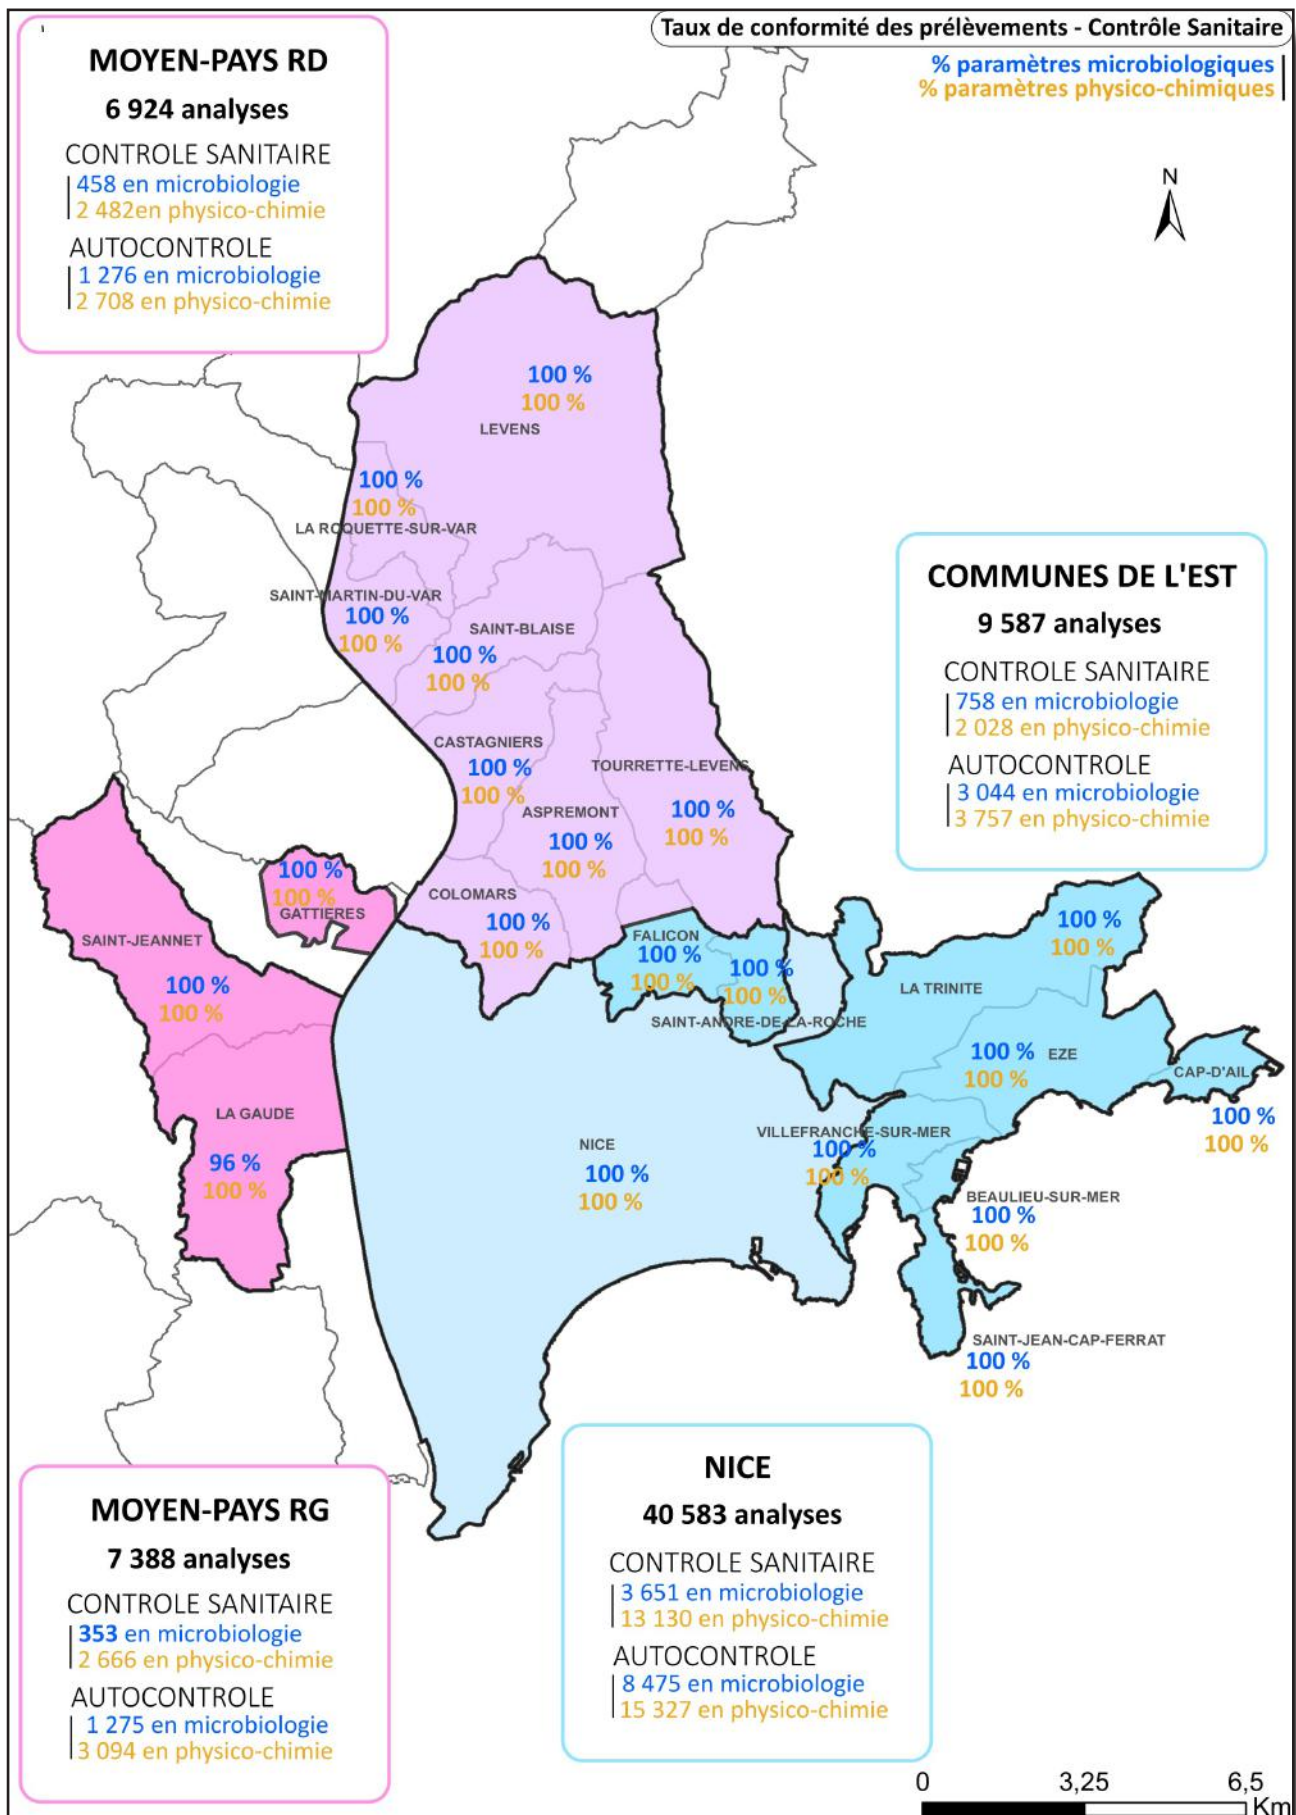 Taux de conformité des prélèvements - Contrôle Sanitaire
% paramètres microbiologiques
% paramètres physico-chimiques
MOYEN-PAYS RD
6 924 analyses
CONTROLE SANITAIRE
458 en microbiologie
2 482en physico-chimie
AUTOCONTROLE
1 276 en microbiologie
2 708 en physico-chimie
N
100 %
100 %
LEVENS
100 %
100 %
LA ROQUETTE-SUR-VAR
SAINT-MARTIN-DU-VAR
100 %
100 %
SAINT-BLAISE
100 %
100 %
CASTAGNIERS
100 %
100 %
TOURRETTE-LEVENS
100 %
100 %
ASPREMONT
100 %
100 %
COLOMARS
100 %
100 %
COMMUNES DE L'EST
9 587 analyses
CONTROLE SANITAIRE
758 en microbiologie
2 028 en physico-chimie
AUTOCONTROLE
3 044 en microbiologie
3 757 en physico-chimie
100 %
100 %
GATTIERES
SAINT-JEANNET
100 %
100 %
LA GAUDE
96 %
100 %
FALICON
100 %
100 %
100 %
100 %
SAINT-ANDRE-DE-LA-ROCHE
100 %
100 %
LA TRINITE
100 %
100 %
EZE
CAP-D'AIL
100 %
100 %
NICE
100 %
100 %
VILLEFRANCHE-SUR-MER
100 %
100 %
BEAULIEU-SUR-MER
100 %
100 %
SAINT-JEAN-CAP-FERRAT
100 %
100 %
MOYEN-PAYS RG
7 388 analyses
CONTROLE SANITAIRE
353 en microbiologie
2 666 en physico-chimie
AUTOCONTROLE
1 275 en microbiologie
3 094 en physico-chimie
NICE
40 583 analyses
CONTROLE SANITAIRE
3 651 en microbiologie
13 130 en physico-chimie
AUTOCONTROLE
8 475 en microbiologie
15 327 en physico-chimie
0 3,25 6,5
Km